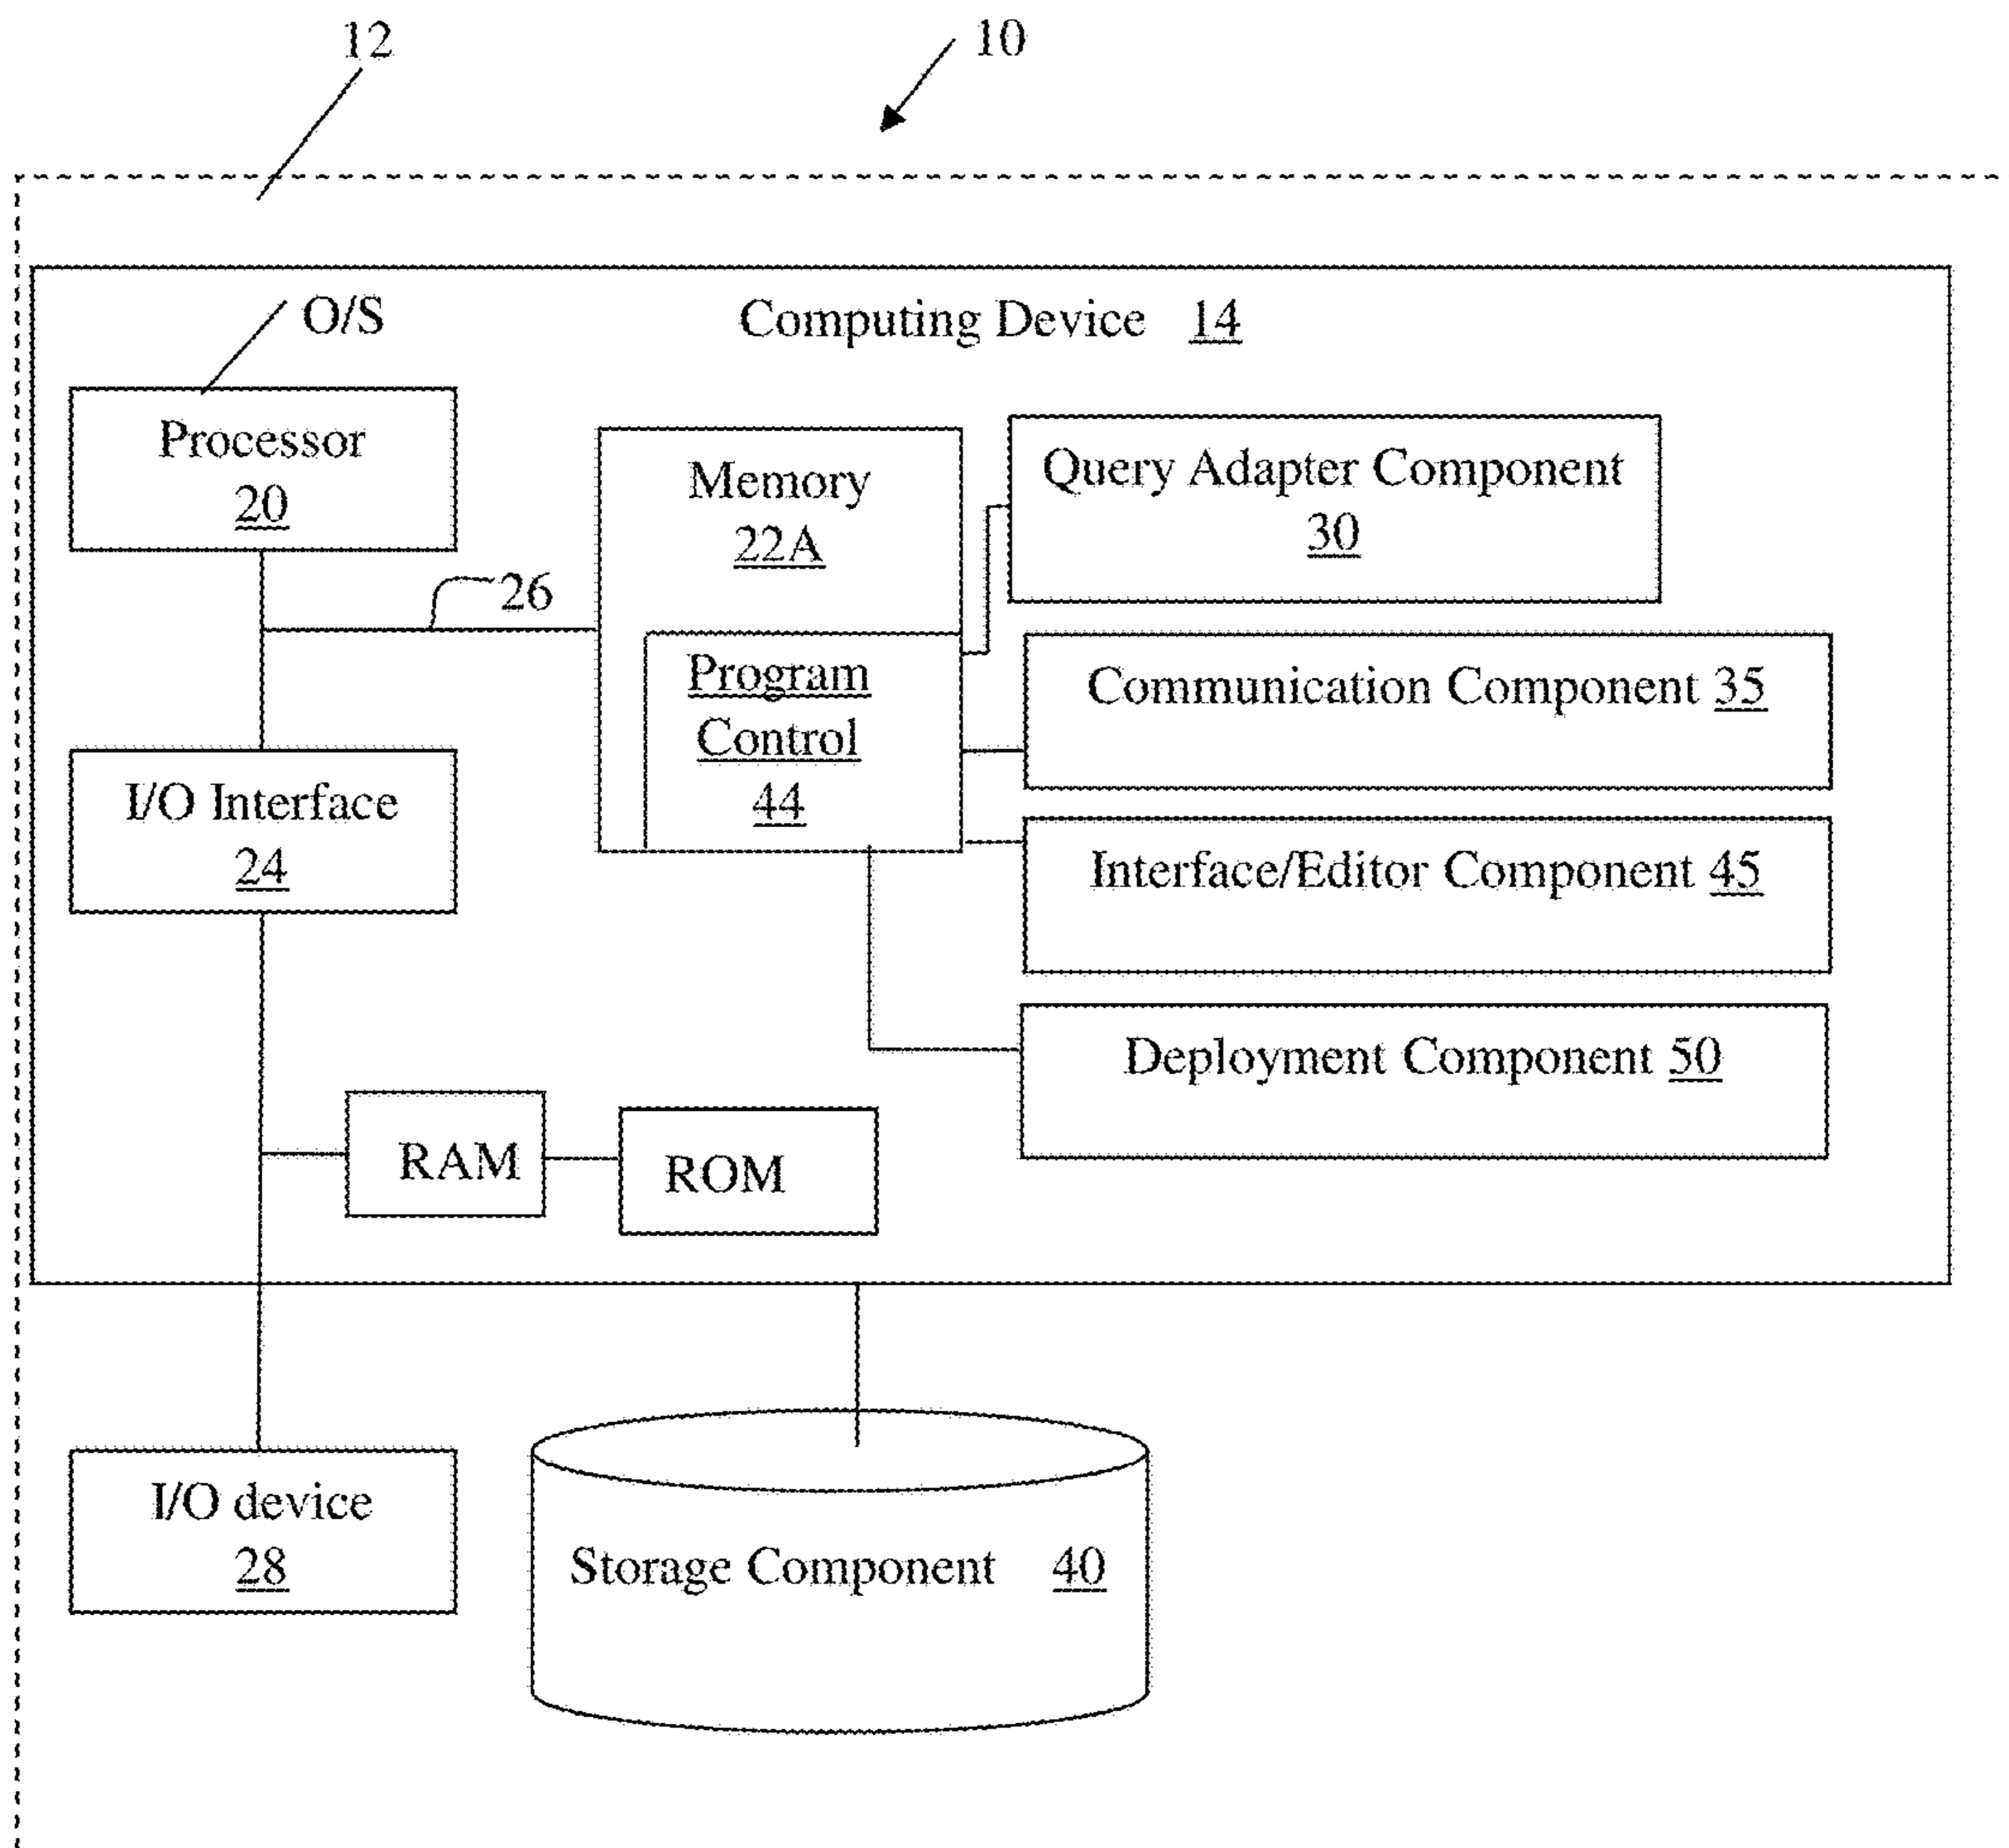 12
10
O/S
Computing Device 14
Processor
20
Memory
22A
Query Adapter Component
30
26
Program
Control
44
Communication Component 35
I/O Interface
24
Interface/Editor Component 45
Deployment Component 50
RAM
ROM
I/O device
28
Storage Component 40